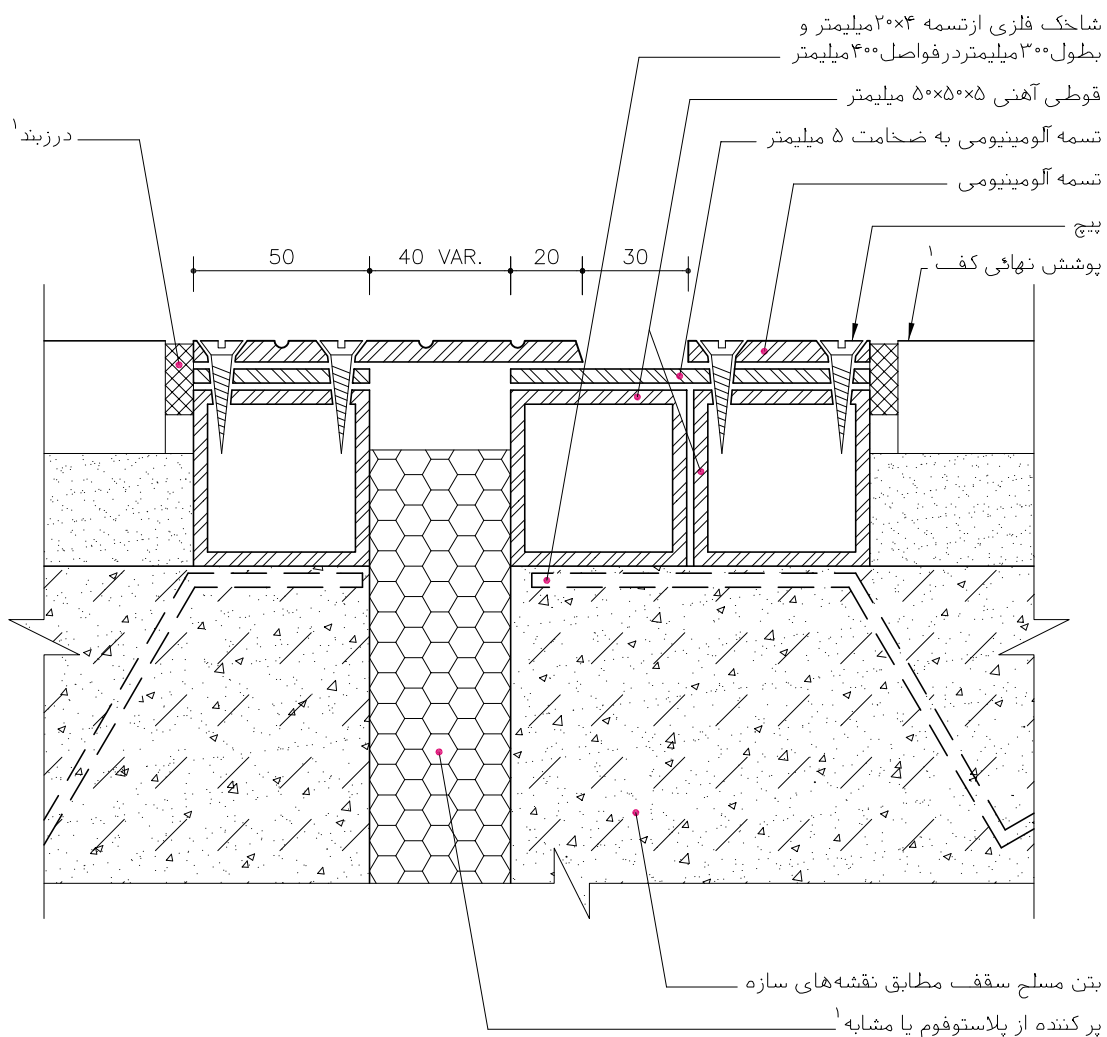 شاخک فلزی ازتسمه ۴×۲۰میلیمتر و
بطول۳۰۰میلیمتردرفواصل۴۰۰میلیمتر
قوطی آهنی ۵×۵۰×۵۰ میلیمتر
درزبند۱
تسمه آلومینیومی به ضخامت ۵ میلیمتر
تسمه آلومینیومی
پیچ
پوشش نهائی کف۱
50 40 VAR. 20 30
بتن مسلح سقف مطابق نقشه‌های سازه
پر کننده از پلاستوفوم یا مشابه۱